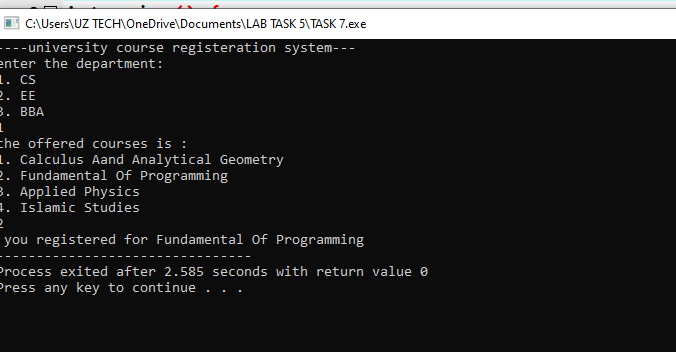 C:\Users\UZ TECH\OneDrive\Documents\LAB TASK 5\TASK 7.exe
----university course registeration system---
enter the department:
1. CS
2. EE
3. BBA
1
the offered courses is :
1. Calculus Aand Analytical Geometry
2. Fundamental Of Programming
3. Applied Physics
4. Islamic Studies
2
you registered for Fundamental Of Programming
--------------------------------
Process exited after 2.585 seconds with return value 0
Press any key to continue . . .